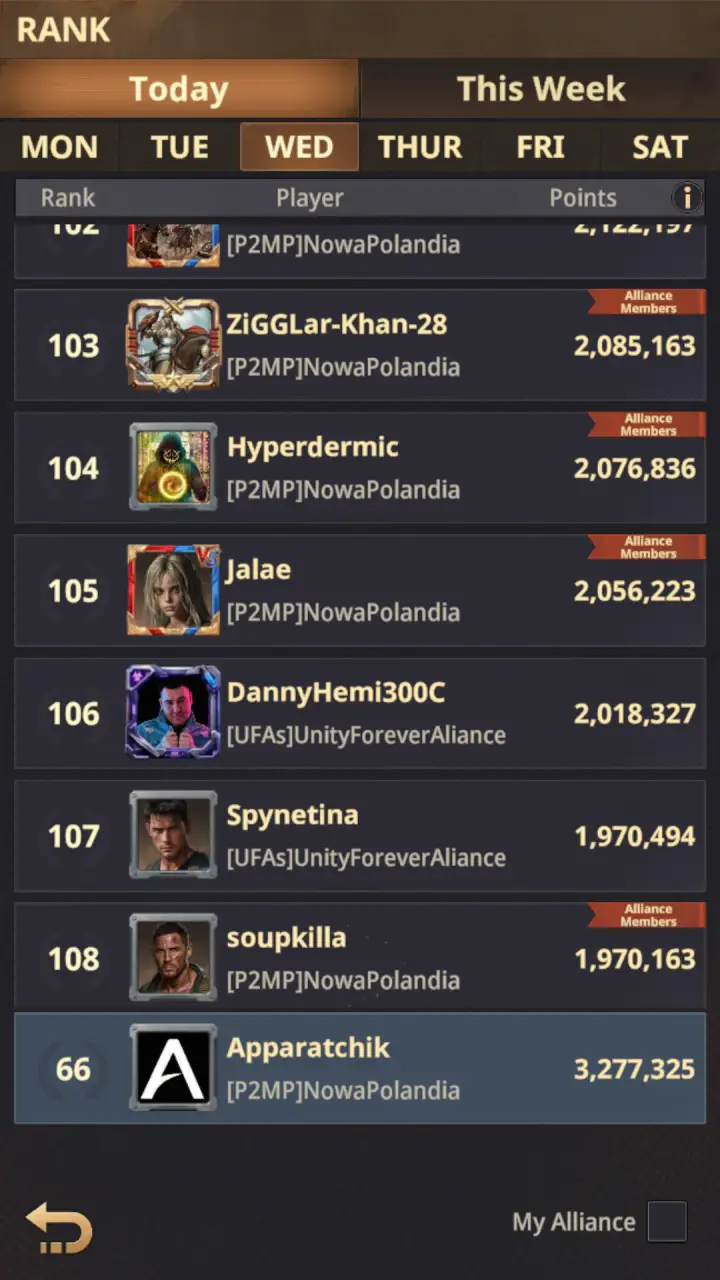 RANK
Today
This Week
MON
TUE
WED
THUR
FRI
SAT
Rank
Player
Points
102
[P2MP]NowaPolandia
2,122,197
103
ZiGGLar-Khan-28
[P2MP]NowaPolandia
Alliance
Members
2,085,163
104
Hyperdermic
[P2MP]NowaPolandia
Alliance
Members
2,076,836
105
Jalae
[P2MP]NowaPolandia
Alliance
Members
2,056,223
106
DannyHemi300C
[UFAs]UnityForeverAliance
2,018,327
107
Spynetina
[UFAs]UnityForeverAliance
1,970,494
108
soupkilla
[P2MP]NowaPolandia
Alliance
Members
1,970,163
66
Apparatchik
[P2MP]NowaPolandia
3,277,325
My Alliance